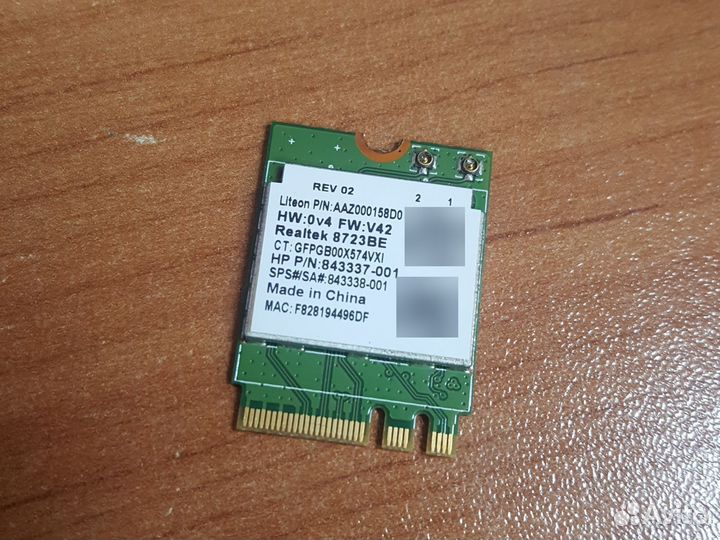 REV 02
2 1
Liteon P/N:AAZ000158D0
HW:0v4 FW:V42
Realtek 8723BE
CT: GFPGB00X574VXI
HP P/N:843337-001
SPS#/SA#:843338-001
Made in China
MAC: F828194496DF
Avito